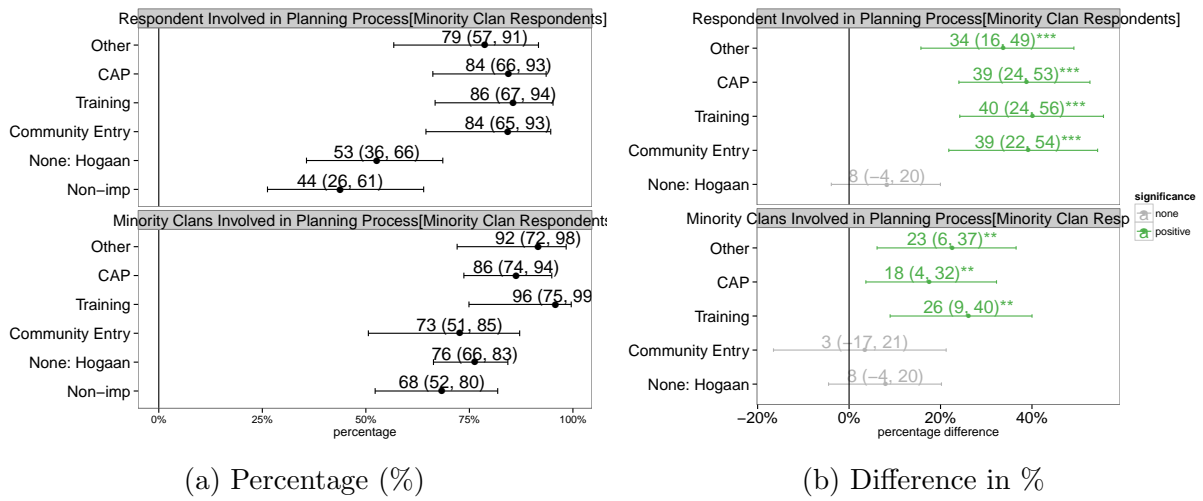 Respondent Involved in Planning Process[Minority Clan Respondents]
Other
79 (57, 91)
CAP
84 (66, 93)
Training
86 (67, 94)
Community Entry
84 (65, 93)
None: Hogaan
53 (36, 66)
Non−imp
44 (26, 61)
Minority Clans Involved in Planning Process[Minority Clan Respondents
Other
92 (72, 98)
CAP
86 (74, 94)
Training
96 (75, 99
Community Entry
73 (51, 85)
None: Hogaan
76 (66, 83)
Non−imp
68 (52, 80)
0% 25% 50% 75% 100%
percentage
(a) Percentage (%)
Respondent Involved in Planning Process[Minority Clan Respondents]
Other
34 (16, 49)***
CAP
39 (24, 53)***
Training
40 (24, 56)***
Community Entry
39 (22, 54)***
None: Hogaan
8 (−4, 20)
Minority Clans Involved in Planning Process[Minority Clan Resp
Other
23 (6, 37)**
CAP
18 (4, 32)**
Training
26 (9, 40)**
Community Entry
3 (−17, 21)
None: Hogaan
8 (−4, 20)
−20% 0% 20% 40%
percentage difference
significance
a none
a positive
(b) Difference in %